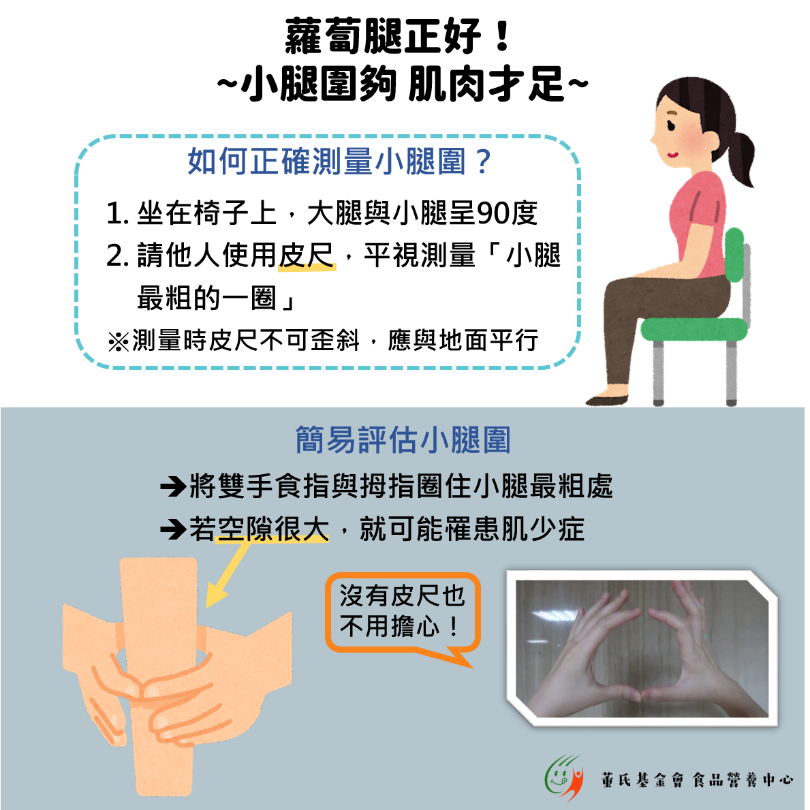 蘿蔔腿正好！
~小腿圍夠 肌肉才足~
如何正確測量小腿圍？
1. 坐在椅子上，大腿與小腿呈90度
2. 請他人使用皮尺，平視測量「小腿
最粗的一圈」
※測量時皮尺不可歪斜，應與地面平行
簡易評估小腿圍
➔將雙手食指與拇指圈住小腿最粗處
➔若空隙很大，就可能罹患肌少症
沒有皮尺也
不用擔心！
董氏基金會 食品營養中心